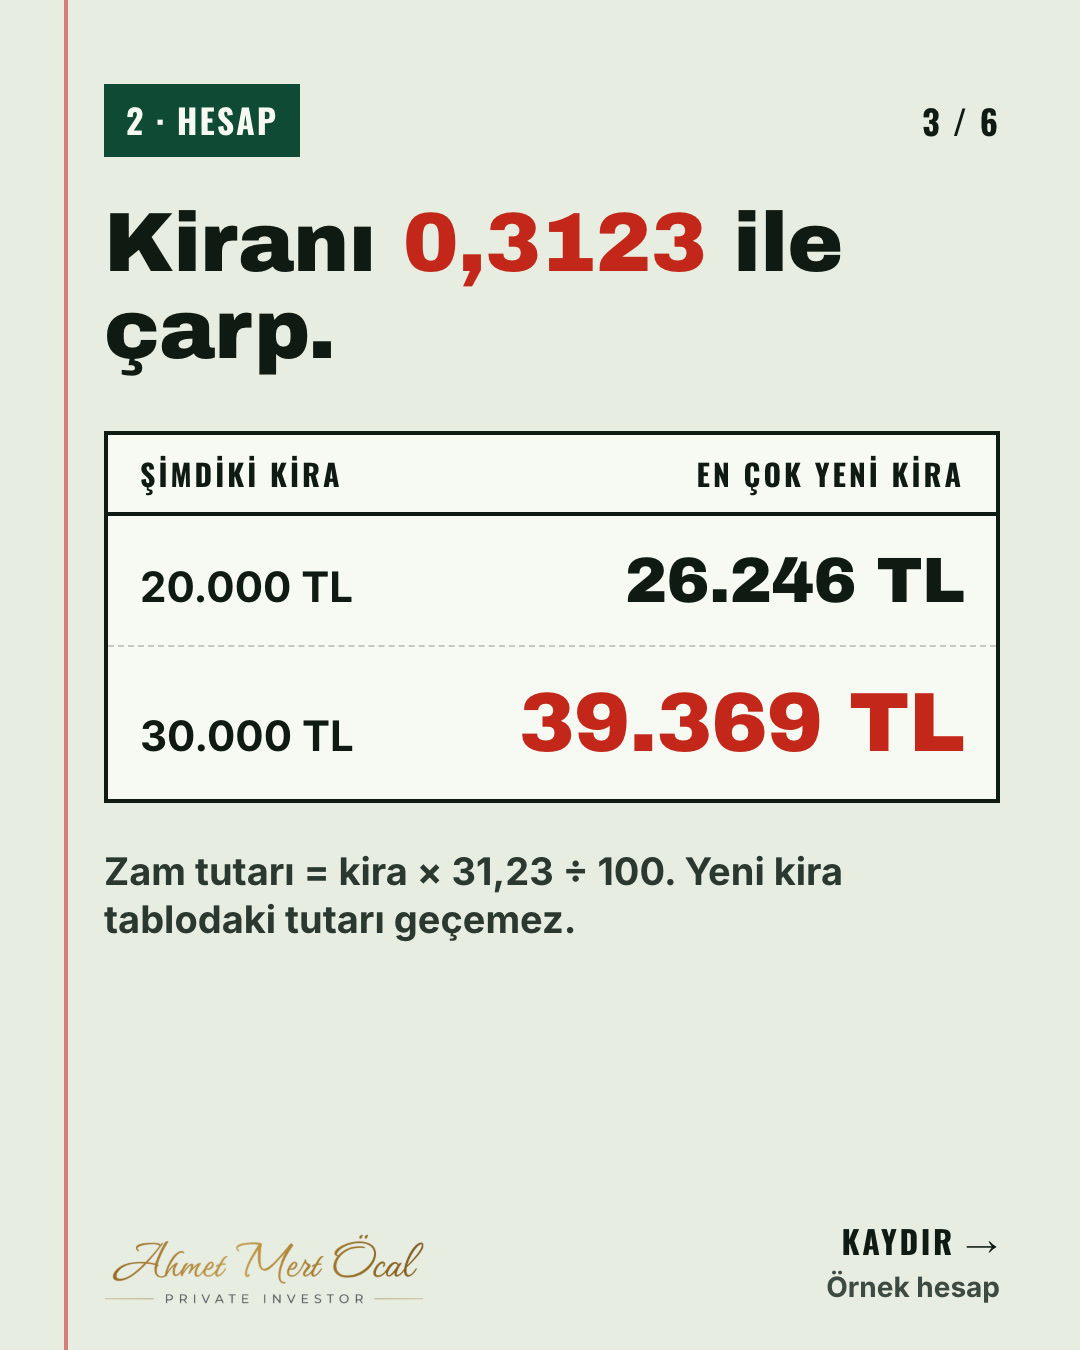 2 · HESAP
3 / 6
Kiranı 0,3123 ile
çarp.
ŞİMDİKİ KİRA EN ÇOK YENİ KİRA
20.000 TL 26.246 TL
30.000 TL 39.369 TL
Zam tutarı = kira × 31,23 ÷ 100. Yeni kira
tablodaki tutarı geçemez.
Ahmet Mert Öcal
PRIVATE INVESTOR
KAYDIR →
Örnek hesap